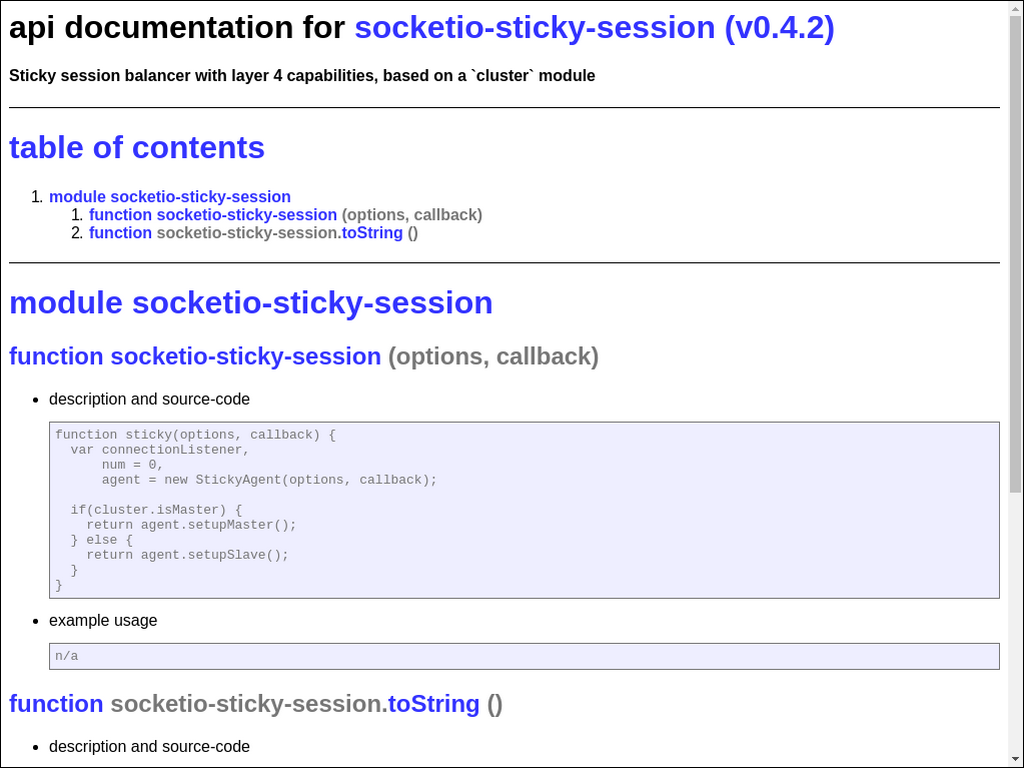 api documentation for socketio-sticky-session (v0.4.2)
Sticky session balancer with layer 4 capabilities, based on a `cluster` module
table of contents
1. module socketio-sticky-session
1. function socketio-sticky-session (options, callback)
2. function socketio-sticky-session.toString ()
module socketio-sticky-session
function socketio-sticky-session (options, callback)
• description and source-code
function sticky(options, callback) {
  var connectionListener,
      num = 0,
      agent = new StickyAgent(options, callback);

  if(cluster.isMaster) {
    return agent.setupMaster();
  } else {
    return agent.setupSlave();
  }
}
• example usage
n/a
function socketio-sticky-session.toString ()
• description and source-code